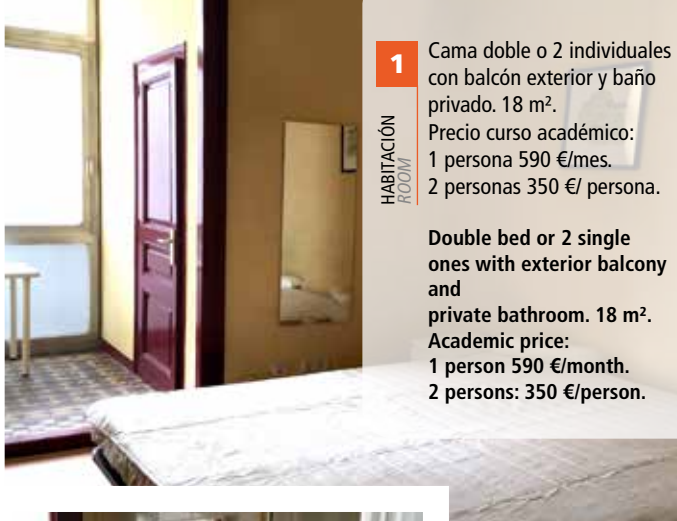 1
HABITACIÓN
ROOM
Cama doble o 2 individuales
con balcón exterior y baño
privado. 18 m².
Precio curso académico:
1 persona 590 €/mes.
2 personas 350 €/ persona.
Double bed or 2 single
ones with exterior balcony
and
private bathroom. 18 m².
Academic price:
1 person 590 €/month.
2 persons: 350 €/person.